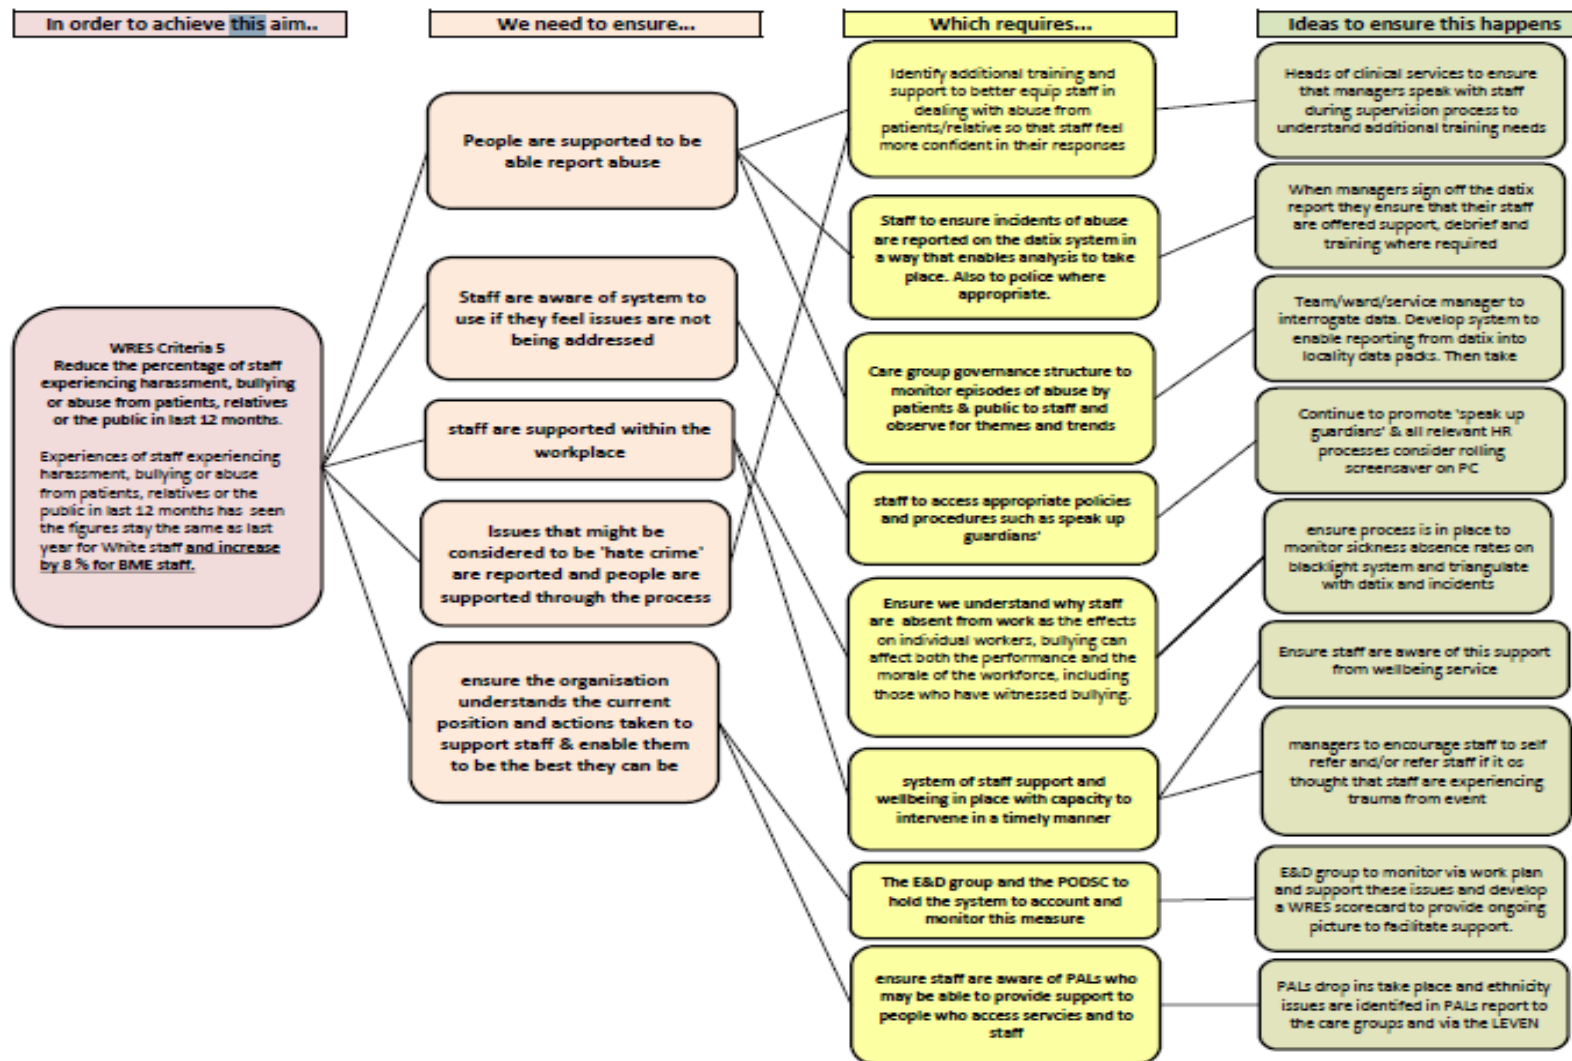 In order to achieve this aim..
We need to ensure...
Which requires...
Ideas to ensure this happens
WRES Criteria 5
Reduce the percentage of staff
experiencing harassment, bullying
or abuse from patients, relatives
or the public in last 12 months.
Experiences of staff experiencing
harassment, bullying or abuse
from patients, relatives or the
public in last 12 months has seen
the figures stay the same as last
year for White staff and increase
by 8 % for BME staff.
People are supported to be
able report abuse
Staff are aware of system to
use if they feel issues are not
being addressed
staff are supported within the
workplace
Issues that might be
considered to be 'hate crime'
are reported and people are
supported through the process
ensure the organisation
understands the current
position and actions taken to
support staff & enable them
to be the best they can be
Identify additional training and
support to better equip staff in
dealing with abuse from
patients/relative so that staff feel
more confident in their responses
Staff to ensure incidents of abuse
are reported on the datix system in
a way that enables analysis to take
place. Also to police where
appropriate.
Care group governance structure to
monitor episodes of abuse by
patients & public to staff and
observe for themes and trends
staff to access appropriate policies
and procedures such as speak up
guardians'
Ensure we understand why staff
are absent from work as the effects
on individual workers, bullying can
affect both the performance and the
morale of the workforce, including
those who have witnessed bullying.
system of staff support and
wellbeing in place with capacity to
intervene in a timely manner
The E&D group and the PODSC to
hold the system to account and
monitor this measure
ensure staff are aware of PALs who
may be able to provide support to
people who access servcies and to
staff
Heads of clinical services to ensure
that managers speak with staff
during supervision process to
understand additional training needs
When managers sign off the datix
report they ensure that their staff
are offered support, debrief and
training where required
Team/ward/service manager to
interrogate data. Develop system to
enable reporting from datix into
locality data packs. Then take
Continue to promote 'speak up
guardians' & all relevant HR
processes consider rolling
screensaver on PC
ensure process is in place to
monitor sickness absence rates on
blacklight system and triangulate
with datix and incidents
Ensure staff are aware of this support
from wellbeing service
managers to encourage staff to self
refer and/or refer staff if it os
thought that staff are experiencing
trauma from event
E&D group to monitor via work plan
and support these issues and develop
a WRES scorecard to provide ongoing
picture to facilitate support.
PALs drop ins take place and ethnicity
issues are identifed in PALs report to
the care groups and via the LEVEN